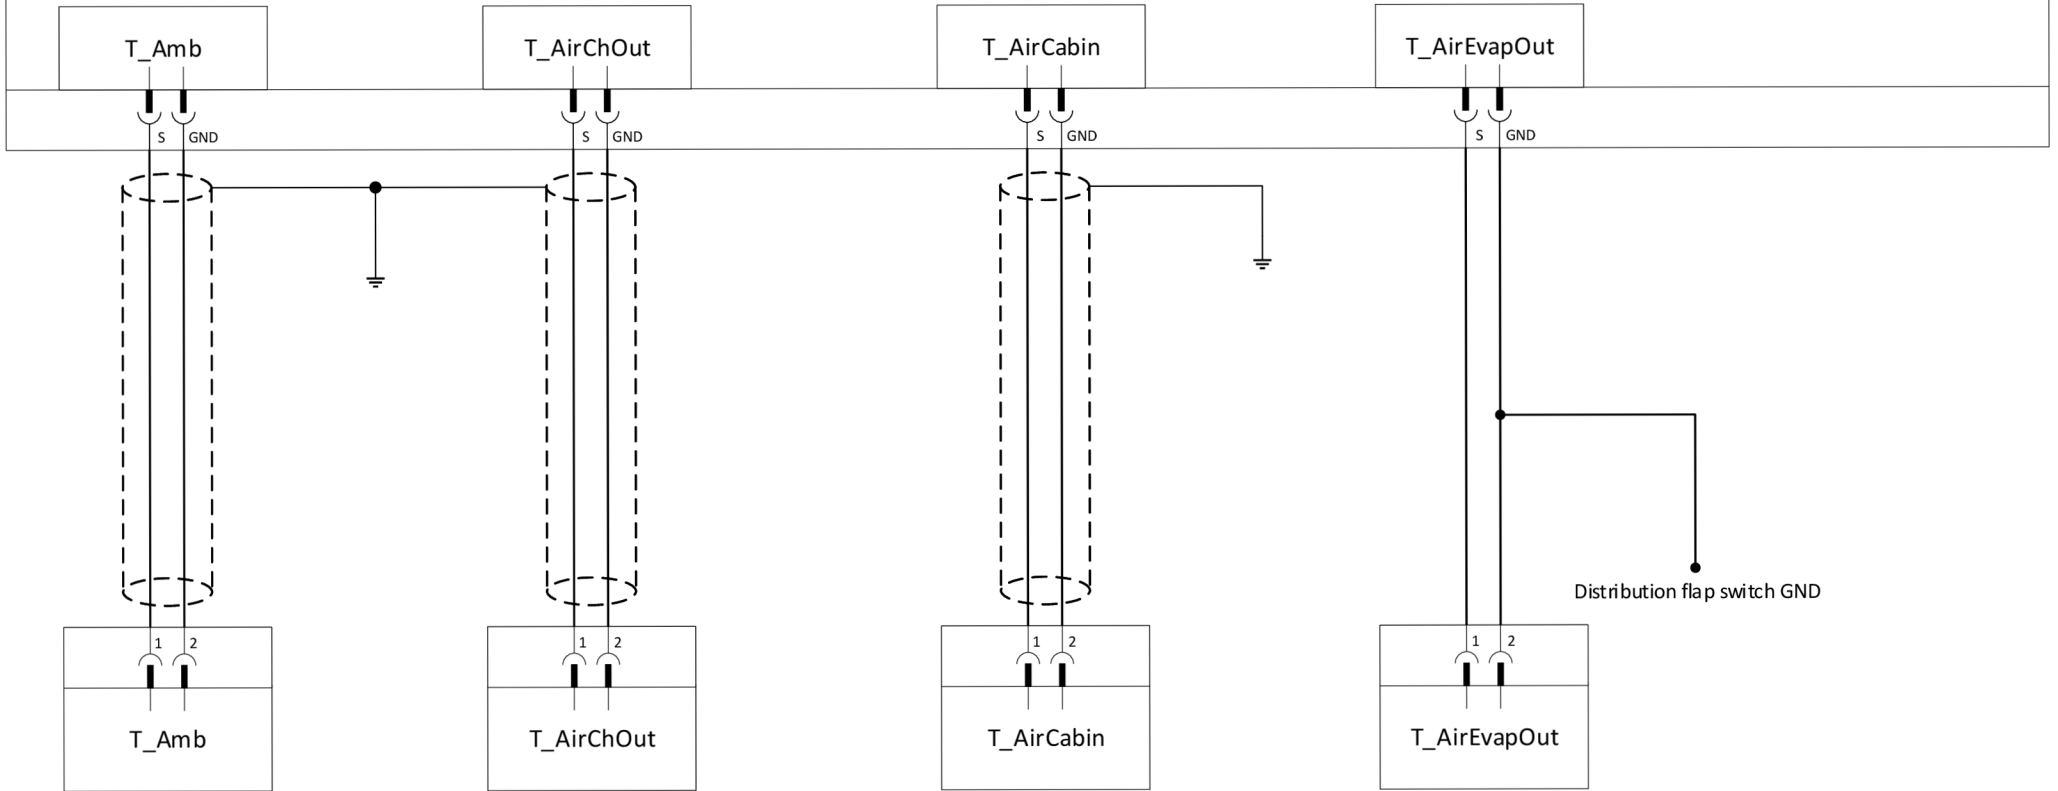 T_Amb
T_AirChOut
T_AirCabin
T_AirEvapOut
S GND
S GND
S GND
S GND
Distribution flap switch GND
1 2
1 2
1 2
1 2
T_Amb
T_AirChOut
T_AirCabin
T_AirEvapOut